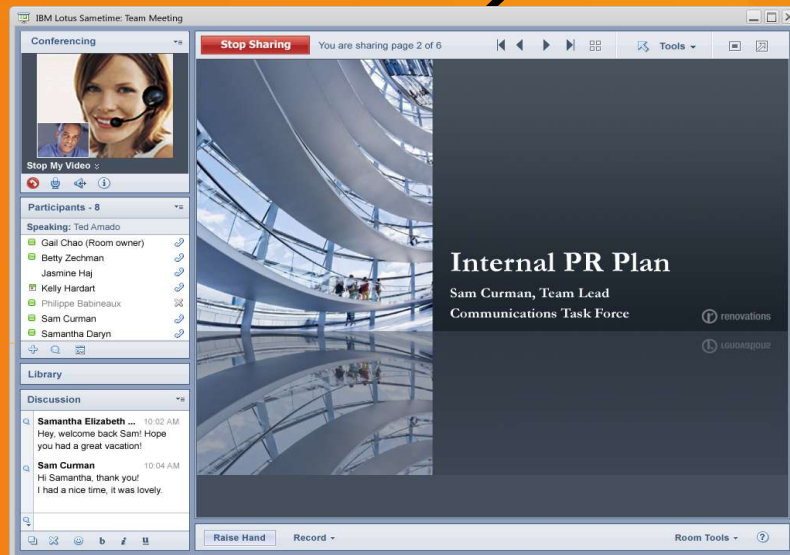 IBM Lotus Sametime: Team Meeting
Conferencing
Stop My Video
Participants - 8
Speaking: Ted Amado
Gail Chao (Room owner)
Betty Zechman
Jasmine Haj
Kelly Hardart
Philippe Babineaux
Sam Curman
Samantha Daryn
Library
Discussion
Samantha Elizabeth ... 10:02 AM
Hey, welcome back Sam! Hope
you had a great vacation!
Sam Curman 10:04 AM
Hi Samantha, thank you!
I had a nice time, it was lovely.
b i u
Stop Sharing You are sharing page 2 of 6 Tools
Internal PR Plan
Sam Curman, Team Lead
Communications Task Force
r renovations
Raise Hand Record Room Tools ?